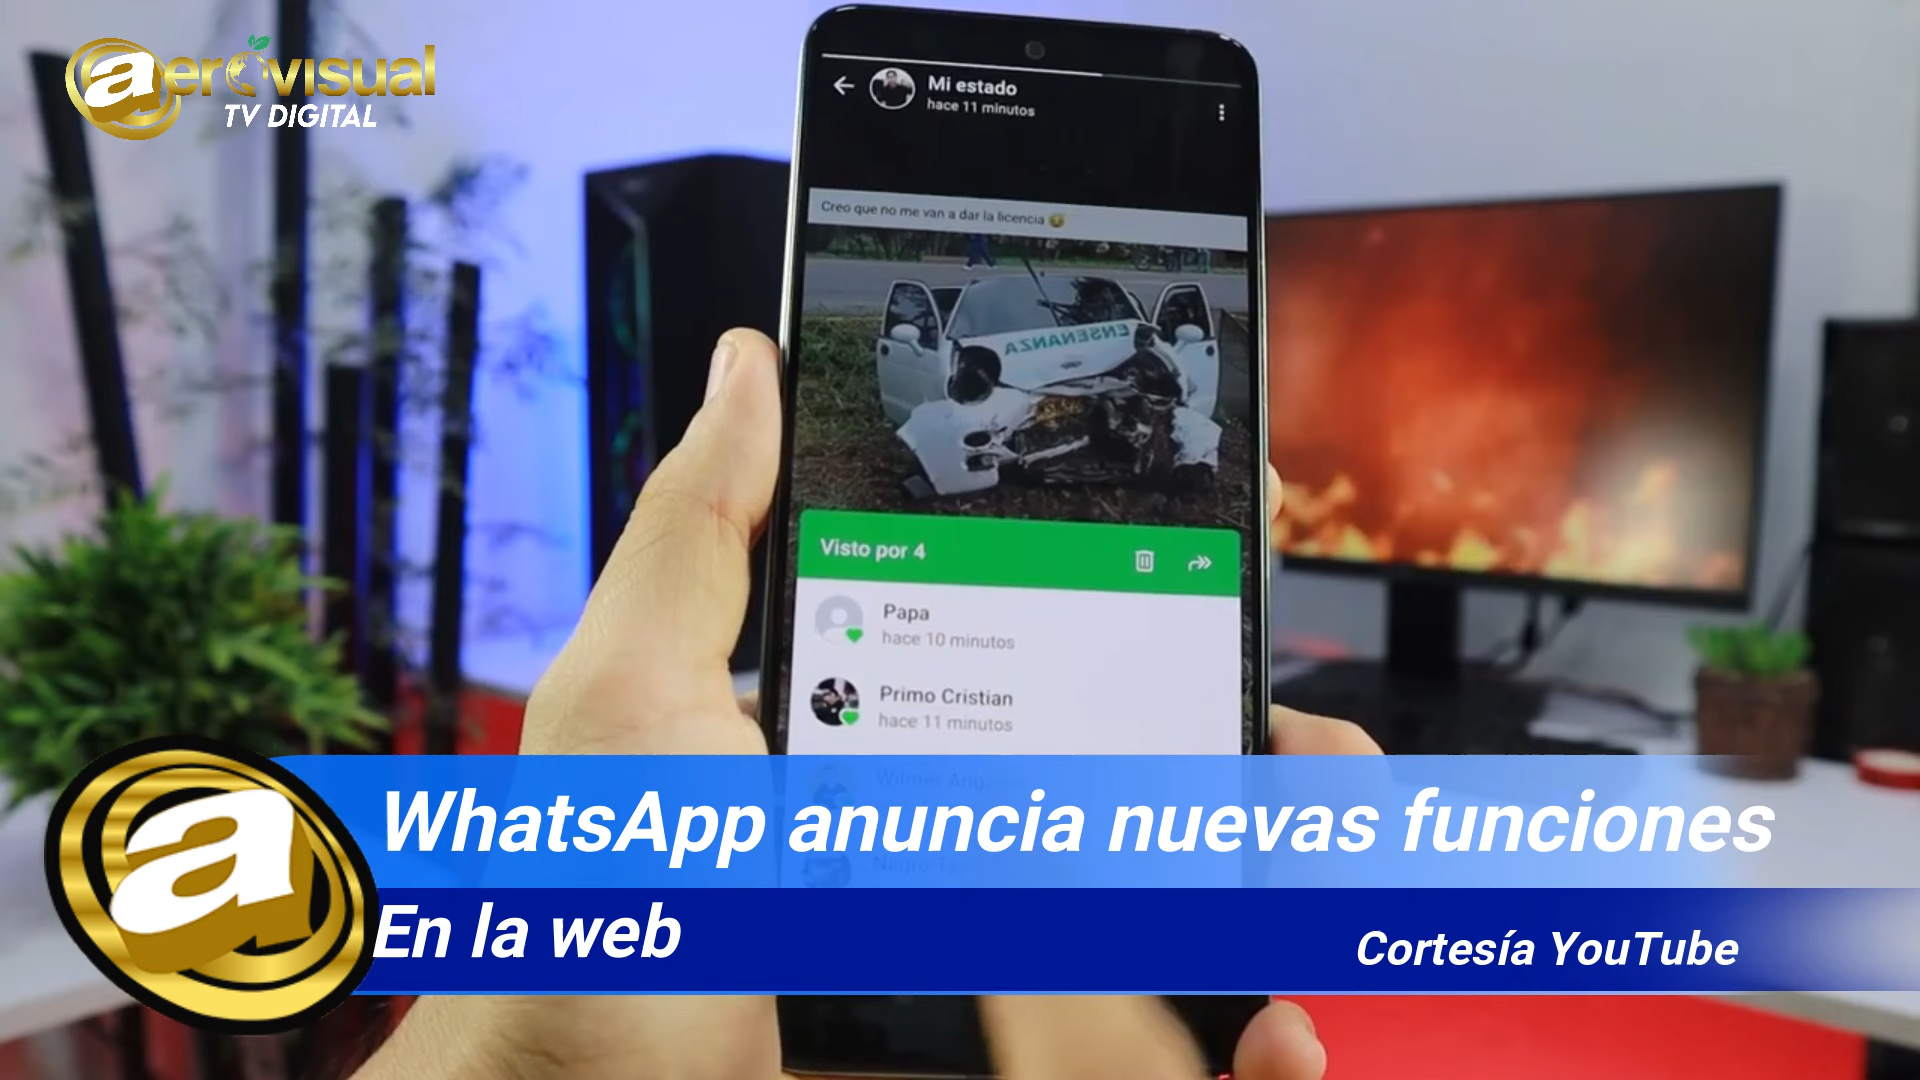 aerovisual
TV DIGITAL
Mi estado
hace 11 minutos
Creo que no me van a dar la licencia
ENSEÑANZA
Visto por 4
Papa
hace 10 minutos
Primo Cristian
hace 11 minutos
a
WhatsApp anuncia nuevas funciones
En la web
Cortesía YouTube